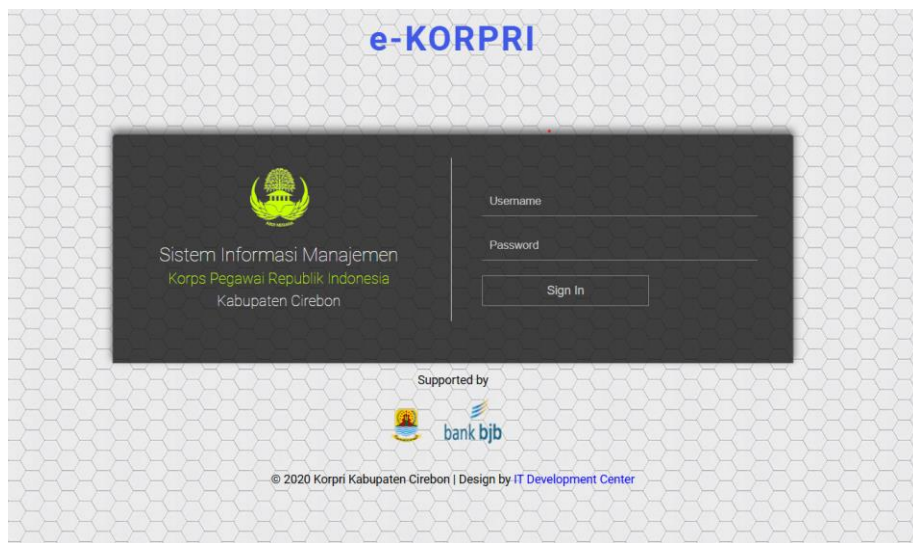 e-KORPRI
Sistem Informasi Manajemen
Korps Pegawai Republik Indonesia
Kabupaten Cirebon
Username
Password
Sign In
Supported by
bank bjb
© 2020 Korpri Kabupaten Cirebon | Design by IT Development Center